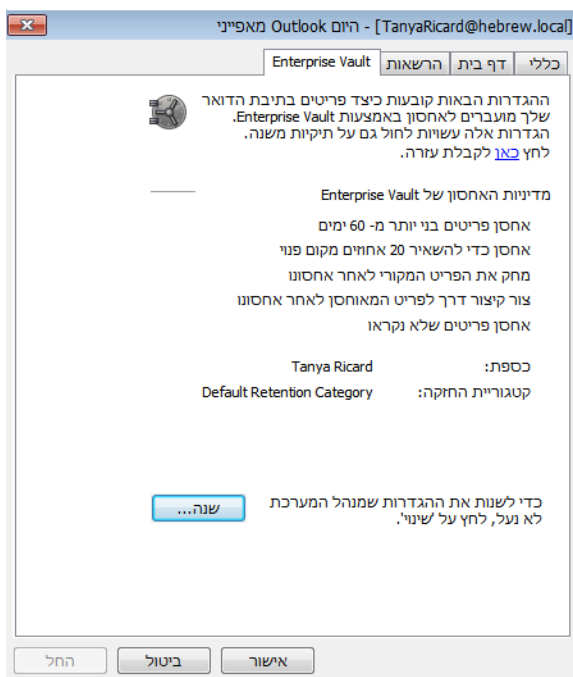 [TanyaRicard@hebrew.local] - היום Outlook מאפייני
כללי
דף בית
הרשאות
Enterprise Vault
ההגדרות הבאות קובעות כיצד פריטים בתיבת הדואר
שלך מועברים לאחסון באמצעות Enterprise Vault.
הגדרות אלה עשויות לחול גם על תיקיות משנה.
לחץ כאן לקבלת עזרה.
מדיניות האחסון של Enterprise Vault
אחסן פריטים בני יותר מ- 60 ימים
אחסן כדי להשאיר 20 אחוזים מקום פנוי
מחק את הפריט המקורי לאחר אחסונו
צור קיצור דרך לפריט המאוחסן לאחר אחסונו
אחסן פריטים שלא נקראו
כספת: Tanya Ricard
קטגוריית החזקה: Default Retention Category
כדי לשנות את ההגדרות שמנהל המערכת
לא נעל, לחץ על 'שינוי'.
שנה...
אישור
ביטול
החל